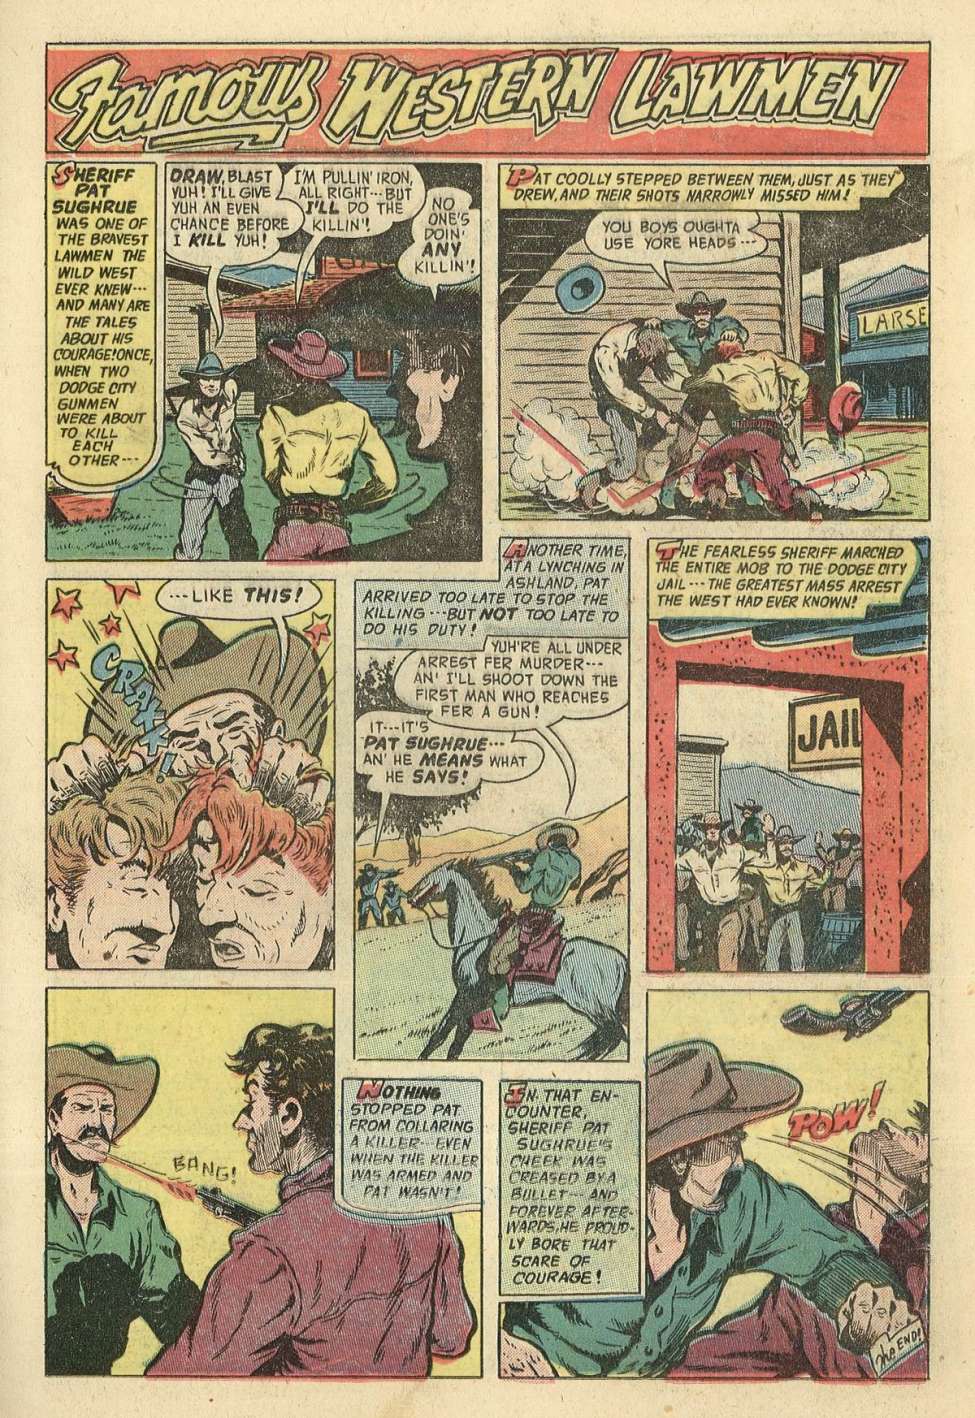 Famous WESTERN LAWMEN
SHERIFF
PAT
SUGHRUE
WAS ONE OF
THE BRAVEST
LAWMEN THE
WILD WEST
EVER KNEW---
AND MANY ARE
THE TALES
ABOUT HIS
COURAGE! ONCE,
WHEN TWO
DODGE CITY
GUNMEN
WERE ABOUT
TO KILL
EACH
OTHER---
DRAW, BLAST
YUH! I'LL GIVE
YUH AN EVEN
CHANCE BEFORE
I KILL YUH!
I'M PULLIN' IRON,
ALL RIGHT---BUT
I'LL DO THE
KILLIN'!
NO
ONE'S
DOIN'
ANY
KILLIN'!
PAT COOLLY STEPPED BETWEEN THEM, JUST AS THEY
DREW, AND THEIR SHOTS NARROWLY MISSED HIM!
YOU BOYS OUGHTA
USE YORE HEADS---
LARSE
---LIKE THIS!
CRAKK!
ANOTHER TIME,
AT A LYNCHING IN
ASHLAND, PAT
ARRIVED TOO LATE TO STOP THE
KILLING---BUT NOT TOO LATE TO
DO HIS DUTY!
YUH'RE ALL UNDER
ARREST FER MURDER---
AN' I'LL SHOOT DOWN THE
FIRST MAN WHO REACHES
FER A GUN!
IT---IT'S
PAT SUGHRUE---
AN' HE MEANS WHAT
HE SAYS!
THE FEARLESS SHERIFF MARCHED
THE ENTIRE MOB TO THE DODGE CITY
JAIL---THE GREATEST MASS ARREST
THE WEST HAD EVER KNOWN!
JAIL
BANG!
NOTHING
STOPPED PAT
FROM COLLARING
A KILLER--EVEN
WHEN THE KILLER
WAS ARMED AND
PAT WASN'T!
IN THAT EN-
COUNTER,
SHERIFF PAT
SUGHRUE'S
CHEEK WAS
CREASED BY A
BULLET---AND
FOREVER AFTER-
WARDS, HE PROUD-
LY BORE THAT
SCARE OF
COURAGE!
POW!
The END!